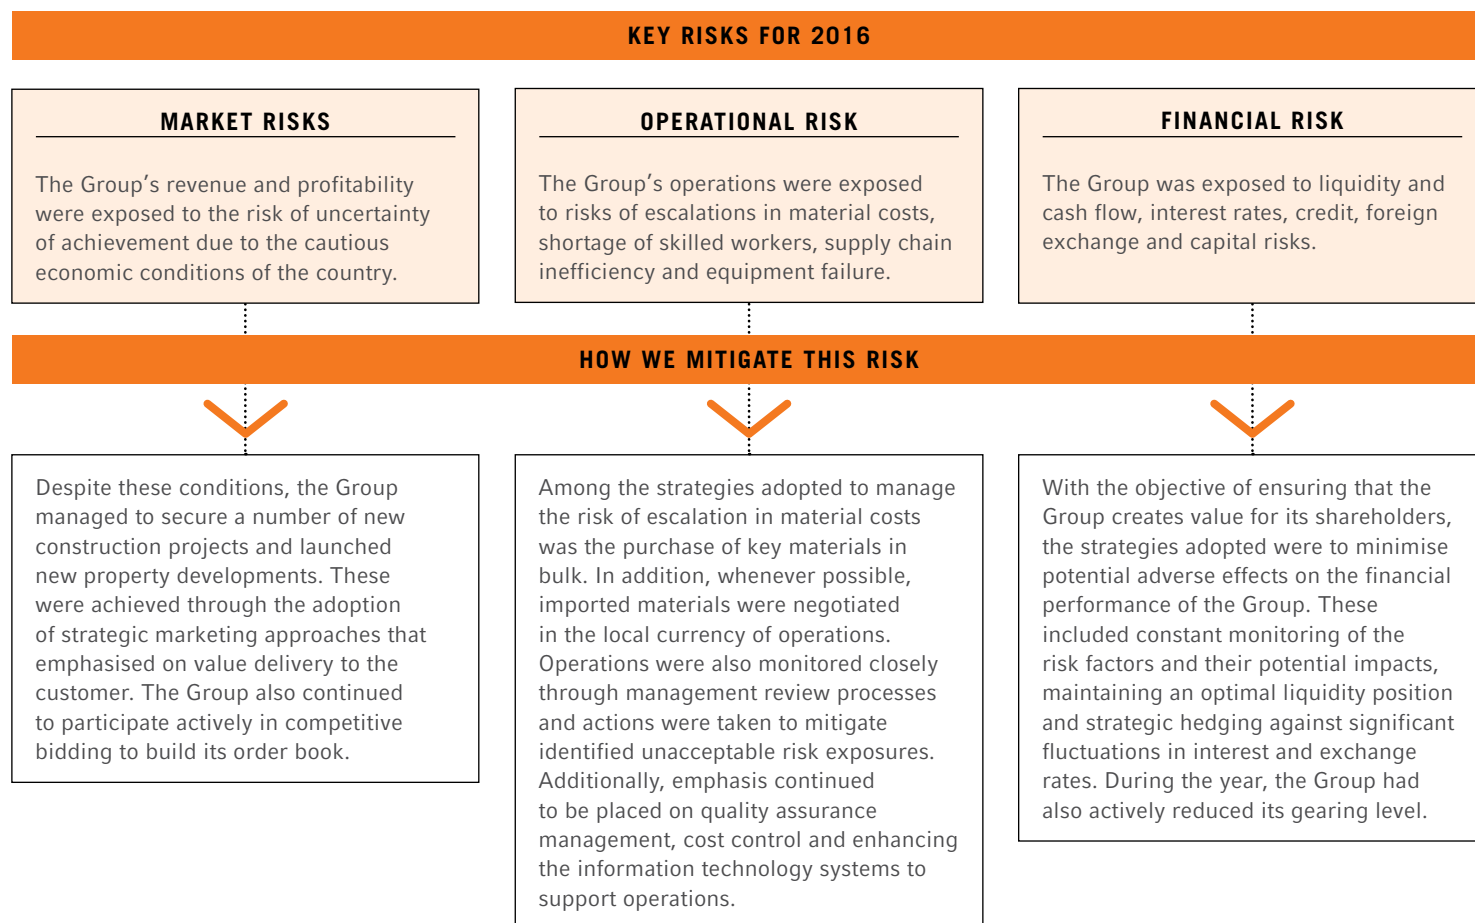 KEY RISKS FOR 2016
MARKET RISKS
The Group’s revenue and profitability
were exposed to the risk of uncertainty
of achievement due to the cautious
economic conditions of the country.
OPERATIONAL RISK
The Group’s operations were exposed
to risks of escalations in material costs,
shortage of skilled workers, supply chain
inefficiency and equipment failure.
FINANCIAL RISK
The Group was exposed to liquidity and
cash flow, interest rates, credit, foreign
exchange and capital risks.
HOW WE MITIGATE THIS RISK
Despite these conditions, the Group
managed to secure a number of new
construction projects and launched
new property developments. These
were achieved through the adoption
of strategic marketing approaches that
emphasised on value delivery to the
customer. The Group also continued
to participate actively in competitive
bidding to build its order book.
Among the strategies adopted to manage
the risk of escalation in material costs
was the purchase of key materials in
bulk. In addition, whenever possible,
imported materials were negotiated
in the local currency of operations.
Operations were also monitored closely
through management review processes
and actions were taken to mitigate
identified unacceptable risk exposures.
Additionally, emphasis continued
to be placed on quality assurance
management, cost control and enhancing
the information technology systems to
support operations.
With the objective of ensuring that the
Group creates value for its shareholders,
the strategies adopted were to minimise
potential adverse effects on the financial
performance of the Group. These
included constant monitoring of the
risk factors and their potential impacts,
maintaining an optimal liquidity position
and strategic hedging against significant
fluctuations in interest and exchange
rates. During the year, the Group had
also actively reduced its gearing level.